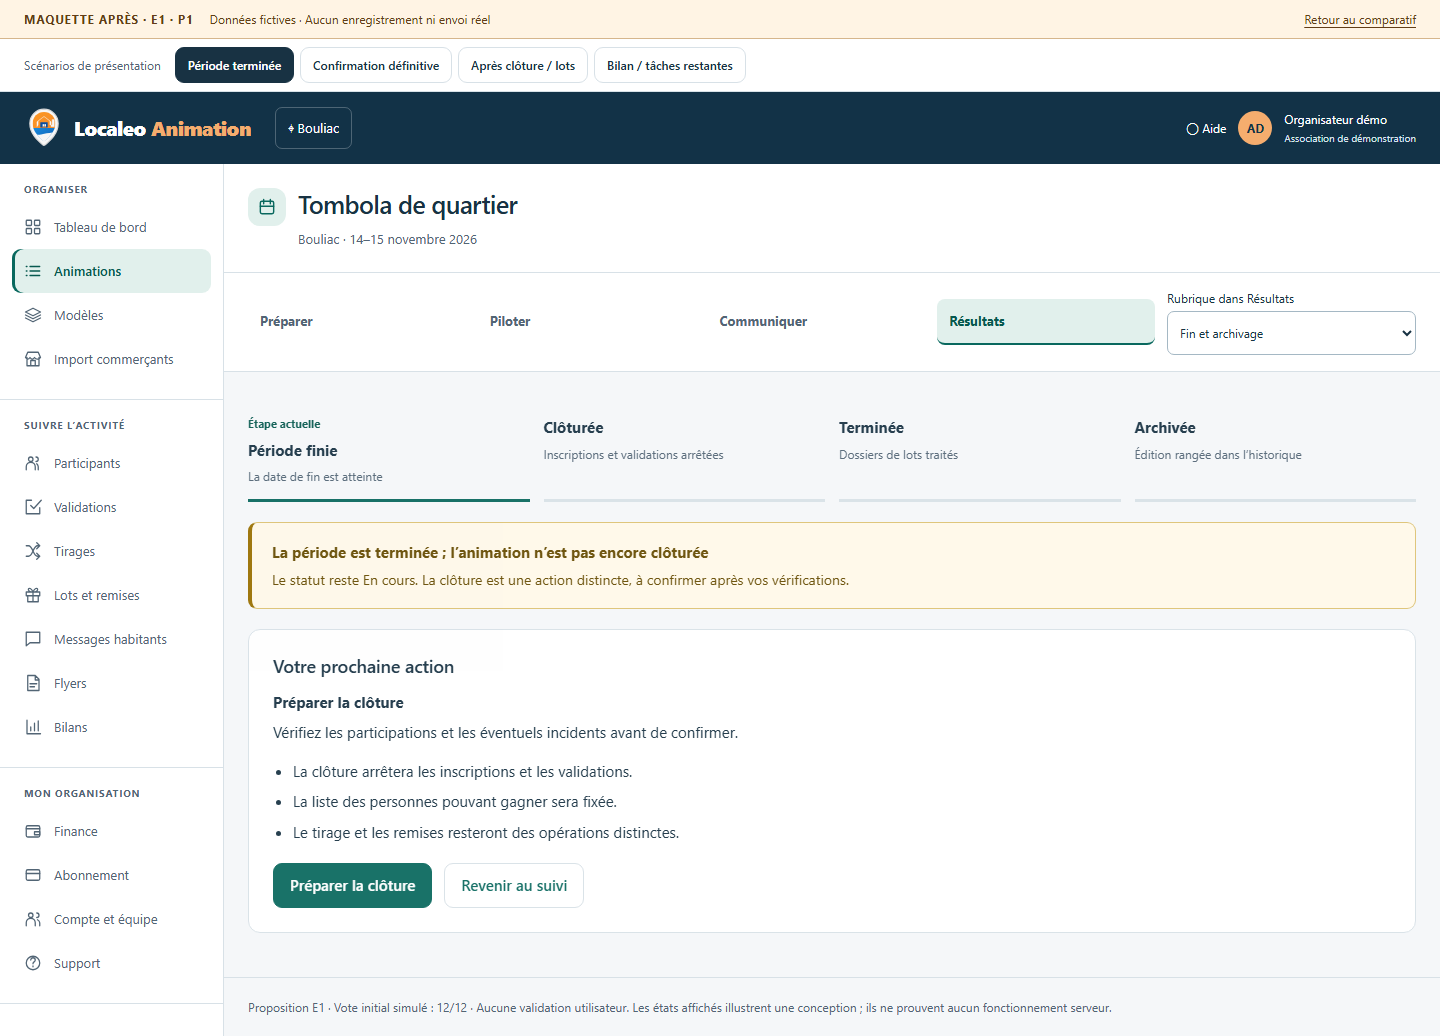 MAQUETTE APRÈS · E1 · P1
Données fictives · Aucun enregistrement ni envoi réel
Retour au comparatif
Scénarios de présentation
Période terminée
Confirmation définitive
Après clôture / lots
Bilan / tâches restantes
Localeo Animation
Bouliac
Aide
AD
Organisateur démo
Association de démonstration
ORGANISER
Tableau de bord
Animations
Modèles
Import commerçants
SUIVRE L’ACTIVITÉ
Participants
Validations
Tirages
Lots et remises
Messages habitants
Flyers
Bilans
MON ORGANISATION
Finance
Abonnement
Compte et équipe
Support
Tombola de quartier
Bouliac · 14–15 novembre 2026
Préparer
Piloter
Communiquer
Résultats
Rubrique dans Résultats
Fin et archivage
Étape actuelle
Période finie
La date de fin est atteinte
Clôturée
Inscriptions et validations arrêtées
Terminée
Dossiers de lots traités
Archivée
Édition rangée dans l’historique
La période est terminée ; l’animation n’est pas encore clôturée
Le statut reste En cours. La clôture est une action distincte, à confirmer après vos vérifications.
Votre prochaine action
Préparer la clôture
Vérifiez les participations et les éventuels incidents avant de confirmer.
• La clôture arrêtera les inscriptions et les validations.
• La liste des personnes pouvant gagner sera fixée.
• Le tirage et les remises resteront des opérations distinctes.
Préparer la clôture
Revenir au suivi
Proposition E1 · Vote initial simulé : 12/12 · Aucune validation utilisateur. Les états affichés illustrent une conception ; ils ne prouvent aucun fonctionnement serveur.